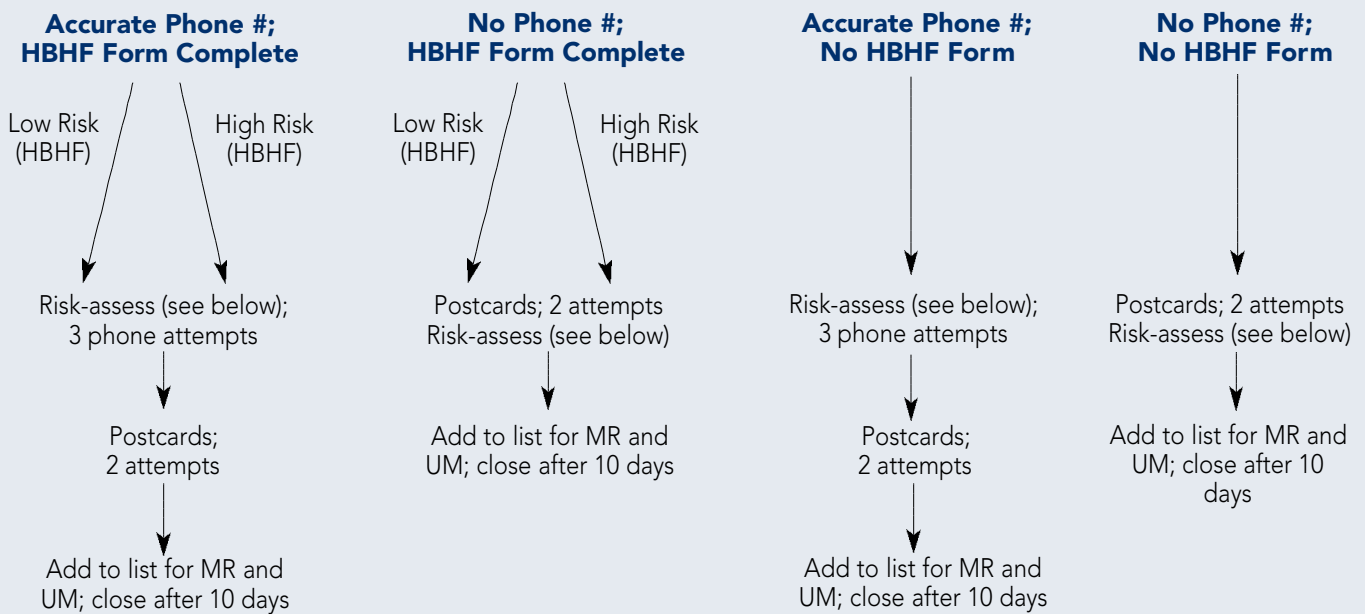 Accurate Phone #;
HBHF Form Complete
Low Risk
(HBHF)
High Risk
(HBHF)
Risk-assess (see below);
3 phone attempts
Postcards;
2 attempts
Add to list for MR and
UM; close after 10 days
No Phone #;
HBHF Form Complete
Low Risk
(HBHF)
High Risk
(HBHF)
Postcards; 2 attempts
Risk-assess (see below)
Add to list for MR and
UM; close after 10 days
Accurate Phone #;
No HBHF Form
Risk-assess (see below);
3 phone attempts
Postcards;
2 attempts
Add to list for MR and
UM; close after 10 days
No Phone #;
No HBHF Form
Postcards; 2 attempts
Risk-assess (see below)
Add to list for MR and
UM; close after 10
days